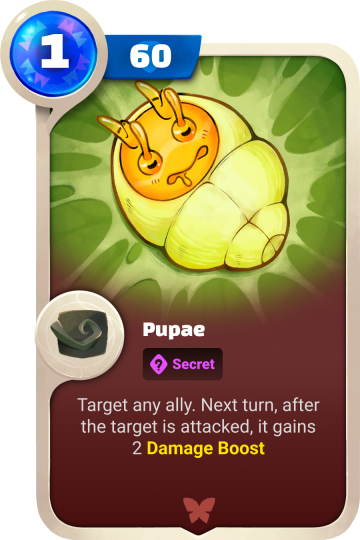 1
60
Pupae
? Secret
Target any ally. Next turn, after
the target is attacked, it gains
2 Damage Boost